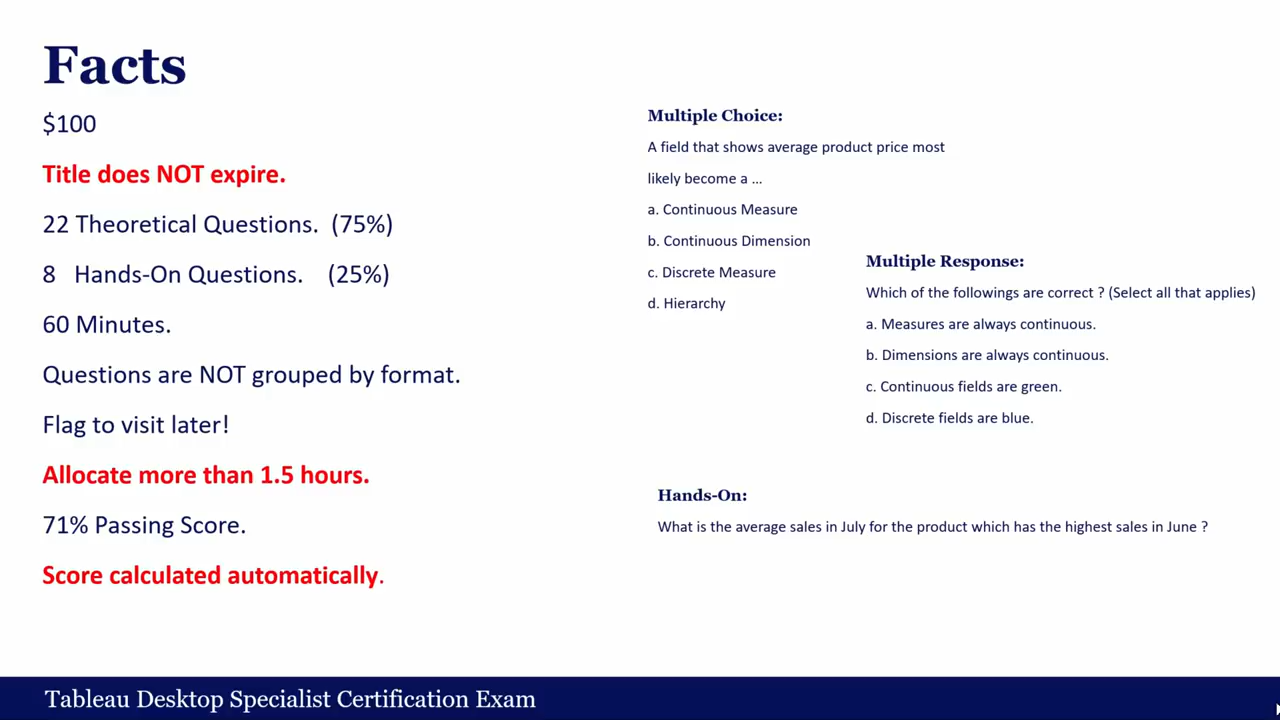 Facts
$100
Title does NOT expire.
22 Theoretical Questions. (75%)
8 Hands-On Questions. (25%)
60 Minutes.
Questions are NOT grouped by format.
Flag to visit later!
Allocate more than 1.5 hours.
71% Passing Score.
Score calculated automatically.
Multiple Choice:
A field that shows average product price most
likely become a ...
a. Continuous Measure
b. Continuous Dimension
c. Discrete Measure
d. Hierarchy
Multiple Response:
Which of the followings are correct ? (Select all that applies)
a. Measures are always continuous.
b. Dimensions are always continuous.
c. Continuous fields are green.
d. Discrete fields are blue.
Hands-On:
What is the average sales in July for the product which has the highest sales in June ?
Tableau Desktop Specialist Certification Exam